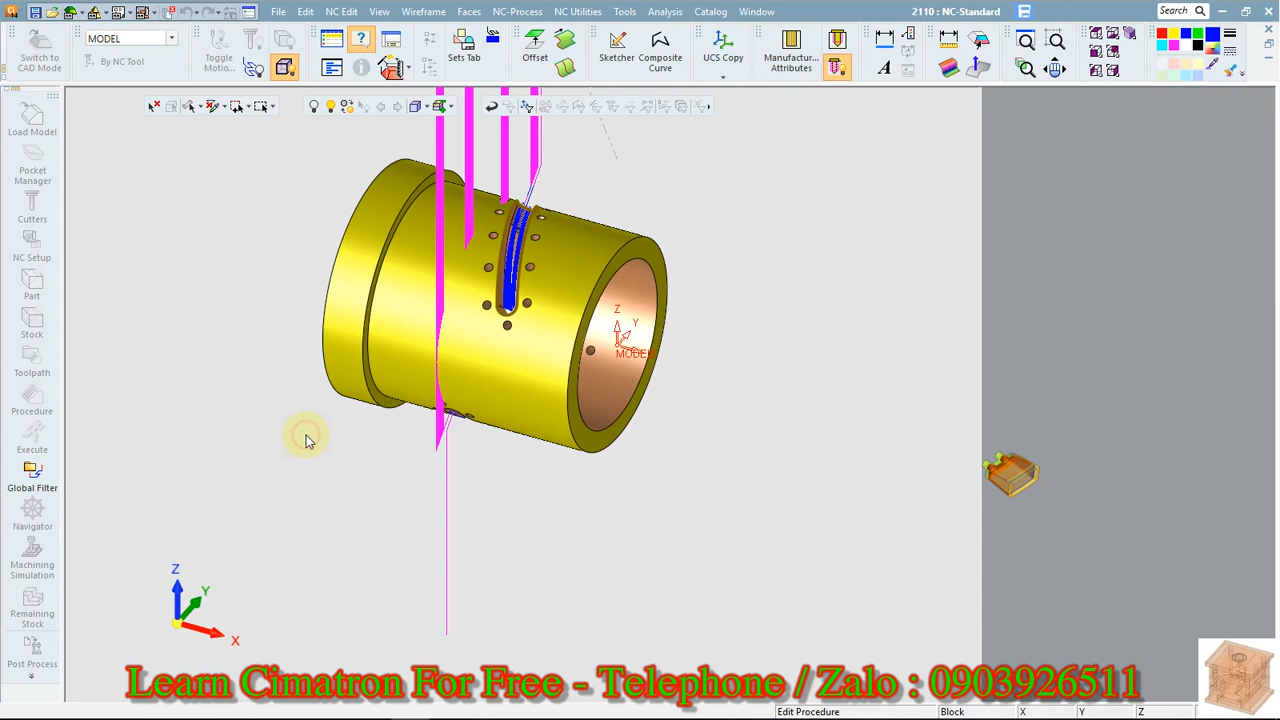 File Edit NC Edit View Wireframe Faces NC-Process NC Utilities Tools Analysis Catalog Window 2110 : NC-Standard Search
Switch to
CAD Mode
MODEL
By NC Tool
Toggle
Motio...
Sets Tab
Offset
Sketcher
Composite
Curve
UCS Copy
Manufactur...
Attributes
Load Model
Pocket
Manager
Cutters
NC Setup
Part
Stock
Toolpath
Procedure
Execute
Global Filter
Navigator
Machining
Simulation
Remaining
Stock
Post Process
Z
Y
MODEL
Z
Y
X
Learn Cimatron For Free - Telephone / Zalo : 0903926511
Edit Procedure Block X Y Z